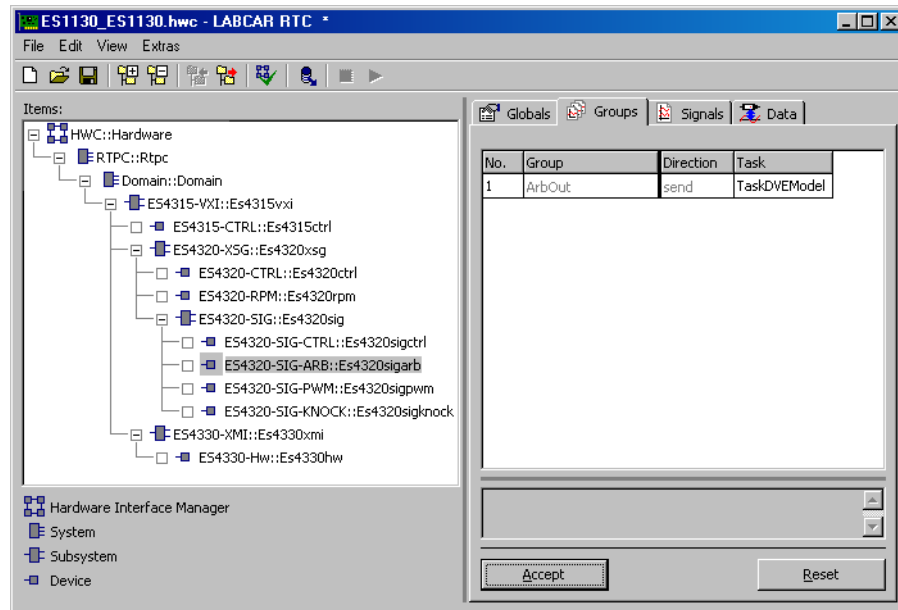 ES1130_ES1130.hwc - LABCAR RTC *
File Edit View Extras
Items:
HWC::Hardware
RTPC::Rtpc
Domain::Domain
ES4315-VXI::Es4315vxi
ES4315-CTRL::Es4315ctrl
ES4320-XSG::Es4320xsg
ES4320-CTRL::Es4320ctrl
ES4320-RPM::Es4320rpm
ES4320-SIG::Es4320sig
ES4320-SIG-CTRL::Es4320sigctrl
ES4320-SIG-ARB::Es4320sigarb
ES4320-SIG-PWM::Es4320sigpwm
ES4320-SIG-KNOCK::Es4320sigknock
ES4330-XMI::Es4330xmi
ES4330-Hw::Es4330hw
Hardware Interface Manager
System
Subsystem
Device
Globals Groups Signals Data
No. Group Direction Task
1 ArbOut send TaskDVEModel
Accept Reset